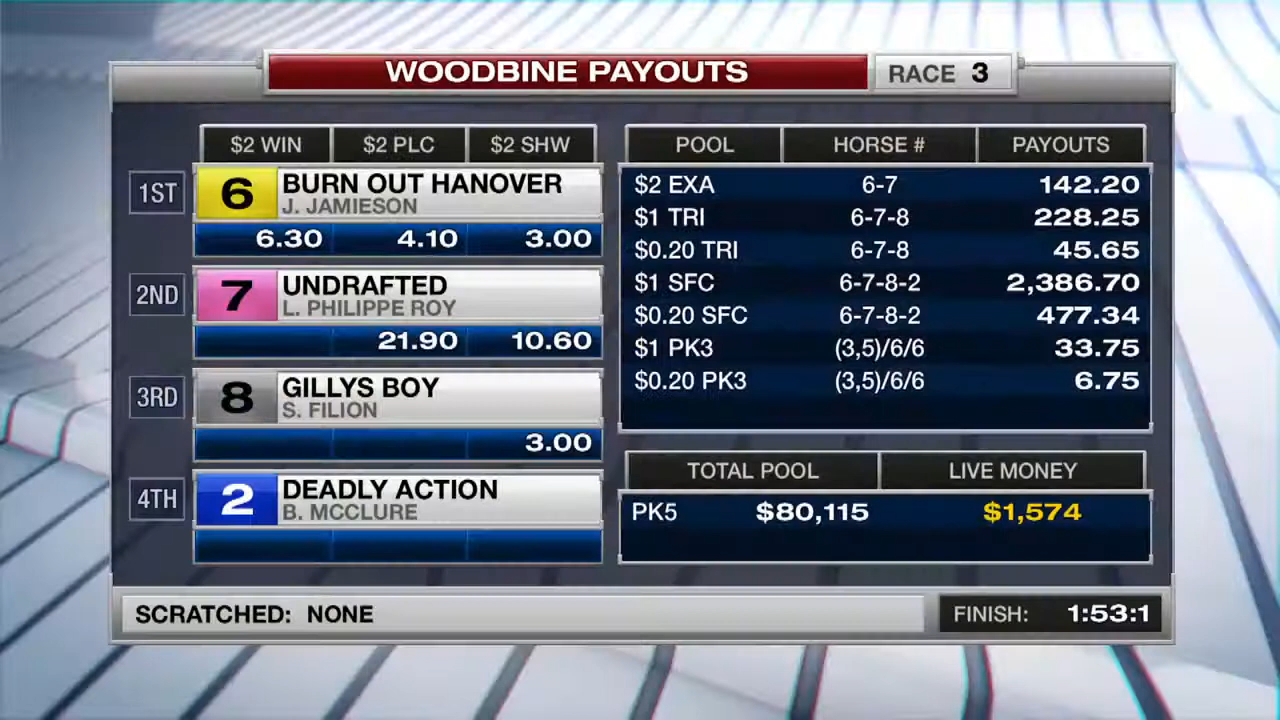 WOODBINE PAYOUTS RACE 3
$2 WIN $2 PLC $2 SHW
1ST 6 BURN OUT HANOVER
J. JAMIESON
6.30 4.10 3.00
2ND 7 UNDRAFTED
L. PHILIPPE ROY
21.90 10.60
3RD 8 GILLYS BOY
S. FILION
3.00
4TH 2 DEADLY ACTION
B. MCCLURE
POOL HORSE # PAYOUTS
$2 EXA 6-7 142.20
$1 TRI 6-7-8 228.25
$0.20 TRI 6-7-8 45.65
$1 SFC 6-7-8-2 2,386.70
$0.20 SFC 6-7-8-2 477.34
$1 PK3 (3,5)/6/6 33.75
$0.20 PK3 (3,5)/6/6 6.75
TOTAL POOL LIVE MONEY
PK5 $80,115 $1,574
SCRATCHED: NONE
FINISH: 1:53:1